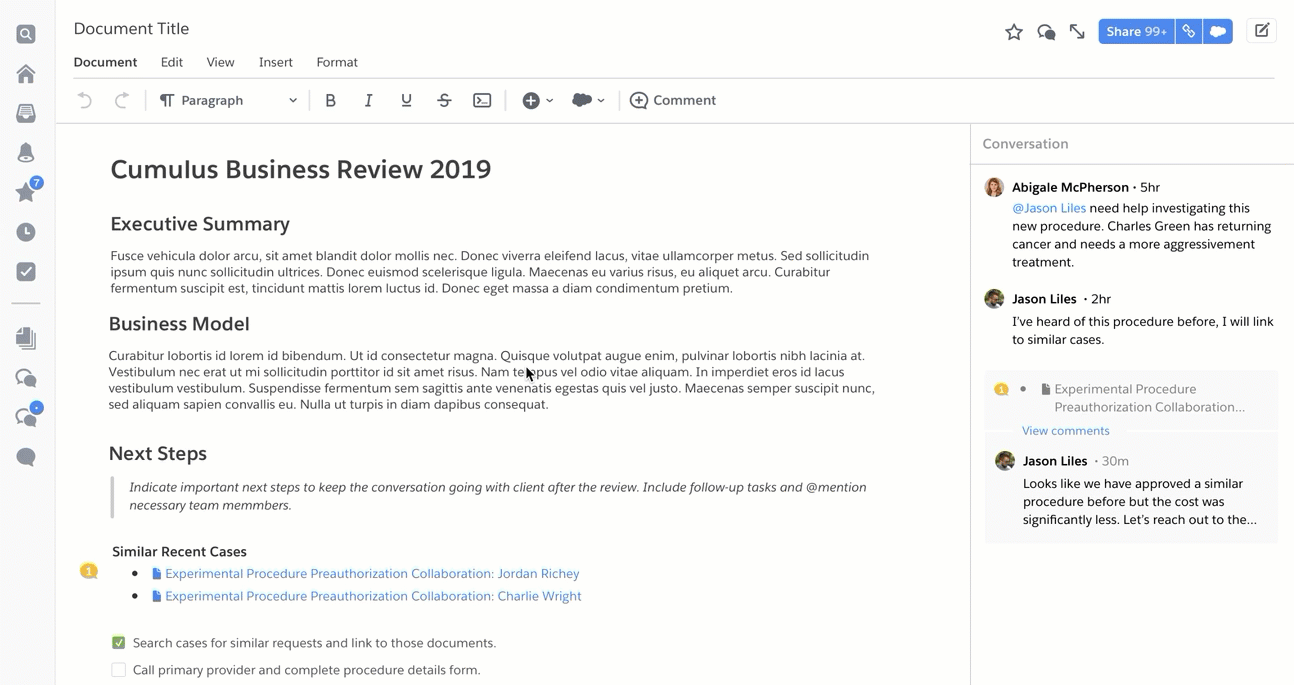 Document Title
Share 99+
Document Edit View Insert Format
Paragraph B I U S Comment
7
Cumulus Business Review 2019
Executive Summary
Fusce vehicula dolor arcu, sit amet blandit dolor mollis nec. Donec viverra eleifend lacus, vitae ullamcorper metus. Sed sollicitudin
ipsum quis nunc sollicitudin ultrices. Donec euismod scelerisque ligula. Maecenas eu varius risus, eu aliquet arcu. Curabitur
fermentum suscipit est, tincidunt mattis lorem luctus id. Donec eget massa a diam condimentum pretium.
Business Model
Curabitur lobortis id lorem id bibendum. Ut id consectetur magna. Quisque volutpat augue enim, pulvinar lobortis nibh lacinia at.
Vestibulum nec erat ut mi sollicitudin porttitor id sit amet risus. Nam tempus vel odio vitae aliquam. In imperdiet eros id lacus
vestibulum vestibulum. Suspendisse fermentum sem sagittis ante venenatis egestas quis vel justo. Maecenas semper suscipit nunc,
sed aliquam sapien convallis eu. Nulla ut turpis in diam dapibus consequat.
Next Steps
Indicate important next steps to keep the conversation going with client after the review. Include follow-up tasks and @mention
necessary team memmbers.
Similar Recent Cases
1
Experimental Procedure Preauthorization Collaboration: Jordan Richey
Experimental Procedure Preauthorization Collaboration: Charlie Wright
Search cases for similar requests and link to those documents.
Call primary provider and complete procedure details form.
Conversation
Abigale McPherson • 5hr
@Jason Liles need help investigating this
new procedure. Charles Green has returning
cancer and needs a more aggressivement
treatment.
Jason Liles • 2hr
I've heard of this procedure before, I will link
to similar cases.
1 • Experimental Procedure
Preauthorization Collaboration...
View comments
Jason Liles • 30m
Looks like we have approved a similar
procedure before but the cost was
significantly less. Let's reach out to the...